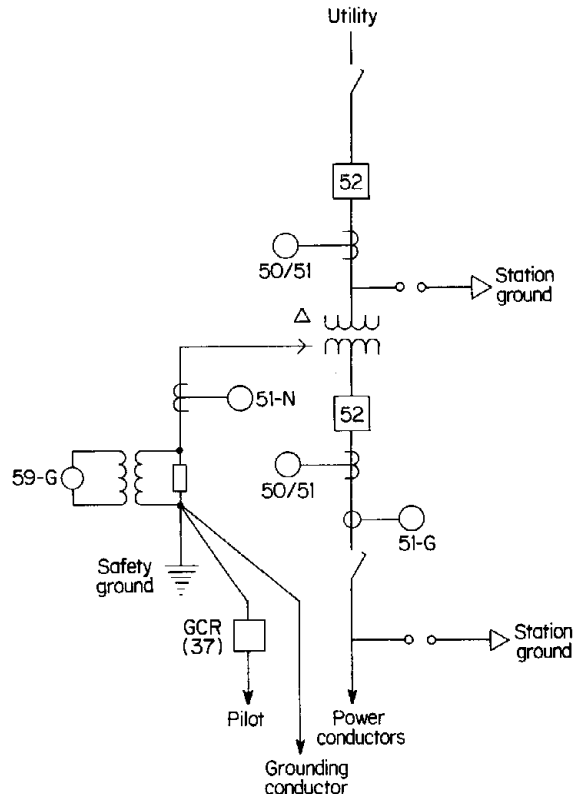 Utility
52
50/51
Station
ground
Δ
51-N
52
59-G
50/51
51-G
Safety
ground
GCR
(37)
Station
ground
Pilot
Power
conductors
Grounding
conductor